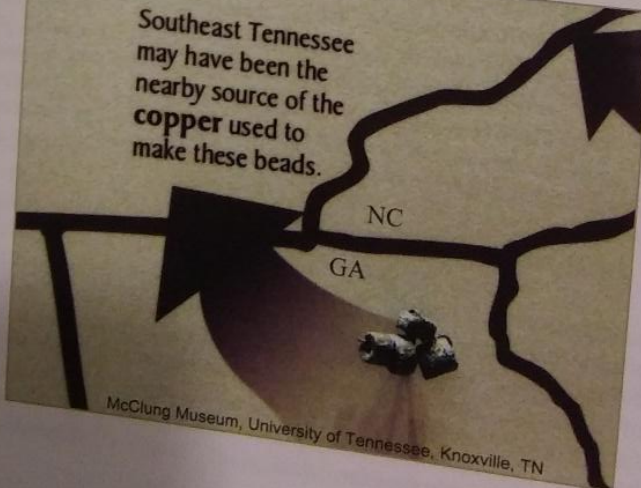 Southeast Tennessee
may have been the
nearby source of the
copper used to
make these beads.
NC
GA
McClung Museum, University of Tennessee, Knoxville, TN